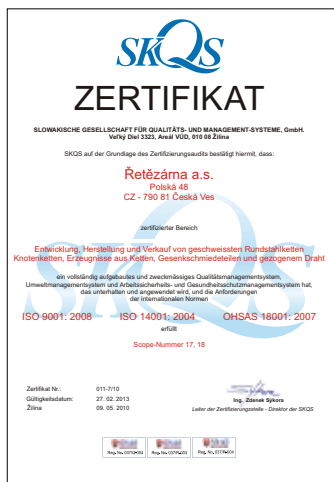 SKQS
ZERTIFIKAT
SLOWAKISCHE GESELLSCHAFT FÜR QUALITÄTS- UND MANAGEMENT-SYSTEME, GmbH.
Veľký Diel 3323, Areál VÚD, 010 08 Žilina
SKQS auf der Grundlage des Zertifizierungsaudits bestätigt hiermit, dass:
Řetězárna a.s.
Polská 48
CZ - 790 81 Česká Ves
zertifizierter Bereich
Entwicklung, Herstellung und Verkauf von geschweissten Rundstahlketten
Knotenketten, Erzeugnisse aus Ketten, Gesenkschmiedeteilen und gezogenem Draht
ein vollständig aufgebautes und zweckmässiges Qualitätsmanagementsystem,
Umweltmanagementsystem und Arbeitssicherheits- und Gesundheitsschutzmanagementsystem hat,
das unterhalten und angewendet wird, und die Anforderungen
der internationalen Normen
ISO 9001: 2008 ISO 14001: 2004 OHSAS 18001: 2007
erfüllt
Scope-Nummer 17, 18
Zertifikat Nr.: 011-7/10
Gültigkeitsdatum: 27. 02. 2013
Žilina 09. 05. 2010
Ing. Zdenek Sýkora
Leiter der Zertifizierungsstelle - Direktor der SKQS